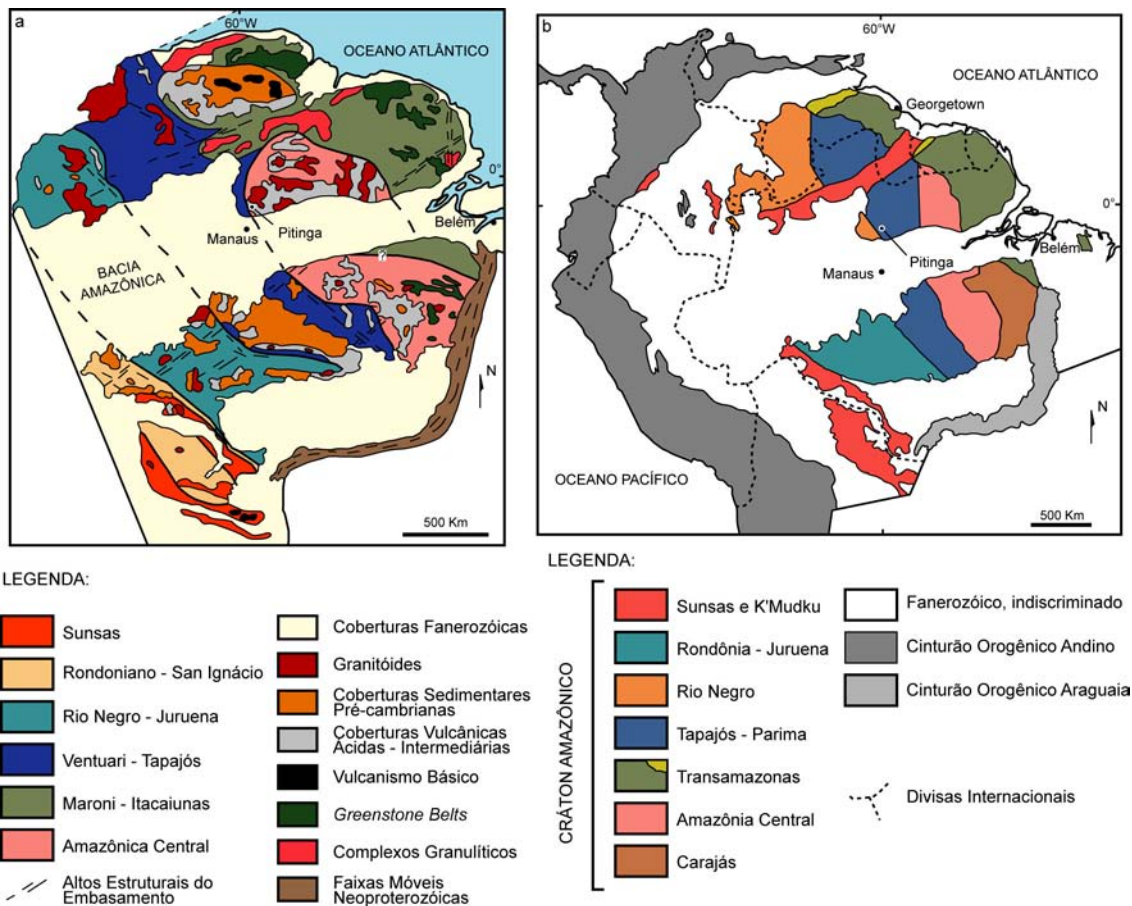 a
60°W
OCEANO ATLÂNTICO
0°
Belém
Manaus
Pitinga
?
BACIA
AMAZÔNICA
N
500 Km
b
60°W
OCEANO ATLÂNTICO
Georgetown
0°
Belém
Pitinga
Manaus
N
OCEANO PACÍFICO
500 Km
LEGENDA:
Sunsas
Rondoniano - San Ignácio
Rio Negro - Juruena
Ventuari - Tapajós
Maroni - Itacaiunas
Amazônica Central
Altos Estruturais do
Embasamento
Coberturas Fanerozóicas
Granitóides
Coberturas Sedimentares
Pré-cambrianas
Coberturas Vulcânicas
Ácidas - Intermediárias
Vulcanismo Básico
Greenstone Belts
Complexos Granulíticos
Faixas Móveis
Neoproterozóicas
LEGENDA:
CRÁTON AMAZÔNICO
Sunsas e K'Mudku
Rondônia - Juruena
Rio Negro
Tapajós - Parima
Transamazonas
Amazônia Central
Carajás
Fanerozóico, indiscriminado
Cinturão Orogênico Andino
Cinturão Orogênico Araguaia
Divisas Internacionais